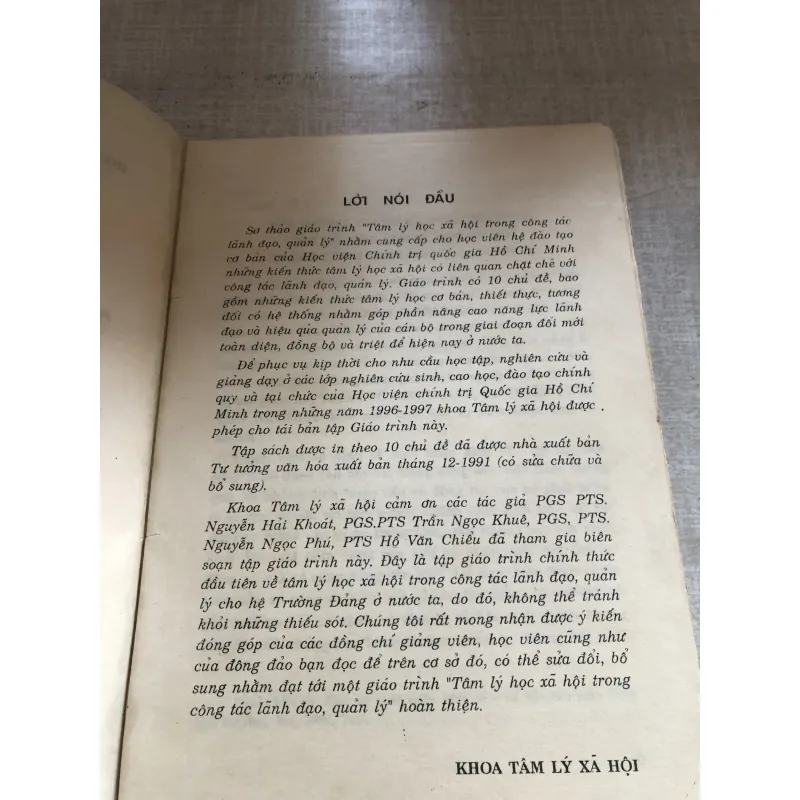 LỜI NÓI ĐẦU
Sơ thảo giáo trình "Tâm lý học xã hội trong công tác
lãnh đạo, quản lý" nhằm cung cấp cho học viên hệ đào tạo
cơ bản của Học viện Chính trị quốc gia Hồ Chí Minh
những kiến thức tâm lý học xã hội có liên quan chặt chẽ với
công tác lãnh đạo, quản lý. Giáo trình có 10 chủ đề, bao
gồm những kiến thức tâm lý học cơ bản, thiết thực, tương
đối có hệ thống nhằm góp phần nâng cao năng lực lãnh
đạo và hiệu qủa quản lý của cán bộ trong giai đoạn đổi mới
toàn diện, đồng bộ và triệt để hiện nay ở nước ta.
Để phục vụ kịp thời cho nhu cầu học tập, nghiên cứu và
giảng dạy ở các lớp nghiên cứu sinh, cao học, đào tạo chính
quy và tại chức của Học viện chính trị Quốc gia Hồ Chí
Minh trong những năm 1996-1997 khoa Tâm lý xã hội được
phép cho tái bản tập Giáo trình này.
Tập sách được in theo 10 chủ đề đã được nhà xuất bản
Tư tưởng văn hóa xuất bản tháng 12-1991 (có sửa chữa và
bổ sung).
Khoa Tâm lý xã hội cảm ơn các tác giả PGS PTS.
Nguyễn Hải Khoát, PGS.PTS Trần Ngọc Khuê, PGS, PTS.
Nguyễn Ngọc Phú, PTS Hồ Văn Chiểu đã tham gia biên
soạn tập giáo trình này. Đây là tập giáo trình chính thức
đầu tiên về tâm lý học xã hội trong công tác lãnh đạo, quản
lý cho hệ Trường Đảng ở nước ta, do đó, không thể tránh
khỏi những thiếu sót. Chúng tôi rất mong nhận được ý kiến
đóng góp của các đồng chí giảng viên, học viên cũng như
của đông đảo bạn đọc để trên cơ sở đó, có thể sửa đổi, bổ
sung nhằm đạt tới một giáo trình "Tâm lý học xã hội trong
công tác lãnh đạo, quản lý" hoàn thiện.
KHOA TÂM LÝ XÃ HỘI